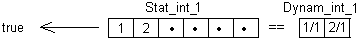 Stat_int_1 Dynam_int_1
true 1 2 • • • • == 1/1 2/1